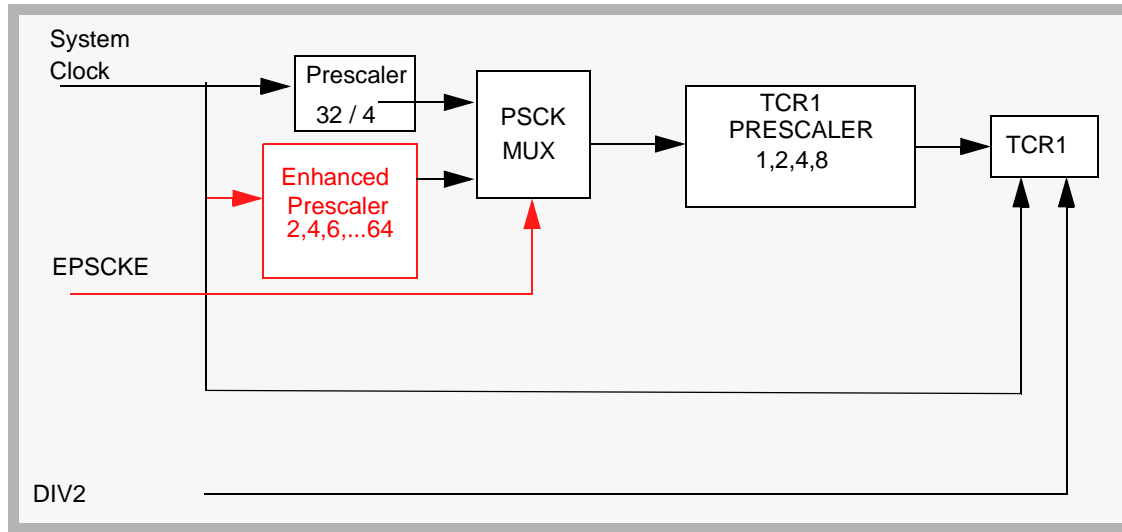 System
Clock
Prescaler
32 / 4
PSCK
MUX
TCR1
PRESCALER
1,2,4,8
TCR1
Enhanced
Prescaler
2,4,6,...64
EPSCKE
DIV2